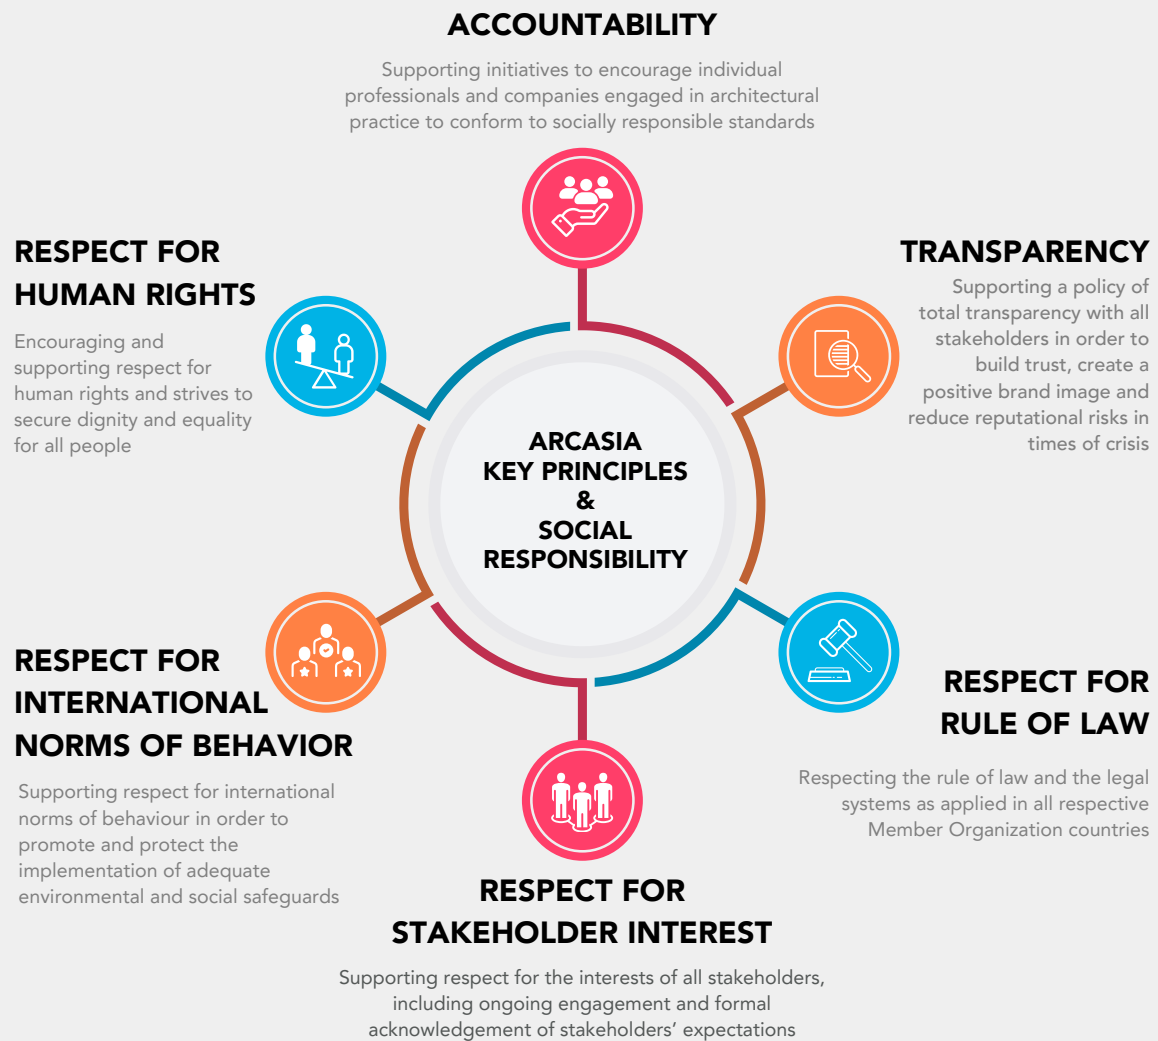 ACCOUNTABILITY
Supporting initiatives to encourage individual
professionals and companies engaged in architectural
practice to conform to socially responsible standards
RESPECT FOR
HUMAN RIGHTS
Encouraging and
supporting respect for
human rights and strives to
secure dignity and equality
for all people
TRANSPARENCY
Supporting a policy of
total transparency with all
stakeholders in order to
build trust, create a
positive brand image and
reduce reputational risks in
times of crisis
ARCASIA
KEY PRINCIPLES
&
SOCIAL
RESPONSIBILITY
RESPECT FOR
INTERNATIONAL
NORMS OF BEHAVIOR
Supporting respect for international
norms of behaviour in order to
promote and protect the
implementation of adequate
environmental and social safeguards
RESPECT FOR
RULE OF LAW
Respecting the rule of law and the legal
systems as applied in all respective
Member Organization countries
RESPECT FOR
STAKEHOLDER INTEREST
Supporting respect for the interests of all stakeholders,
including ongoing engagement and formal
acknowledgement of stakeholders’ expectations